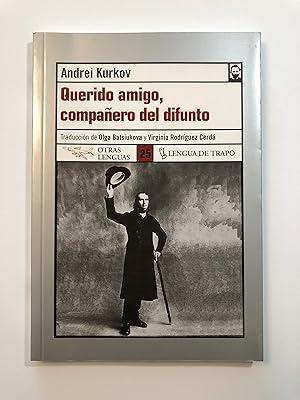 Andrei Kurkov
Querido amigo,
compañero del difunto
Traducción de Olga Batsiukova y Virginia Rodríguez Cerdá
OTRAS
LENGUAS
25
LENGUA DE TRAPO